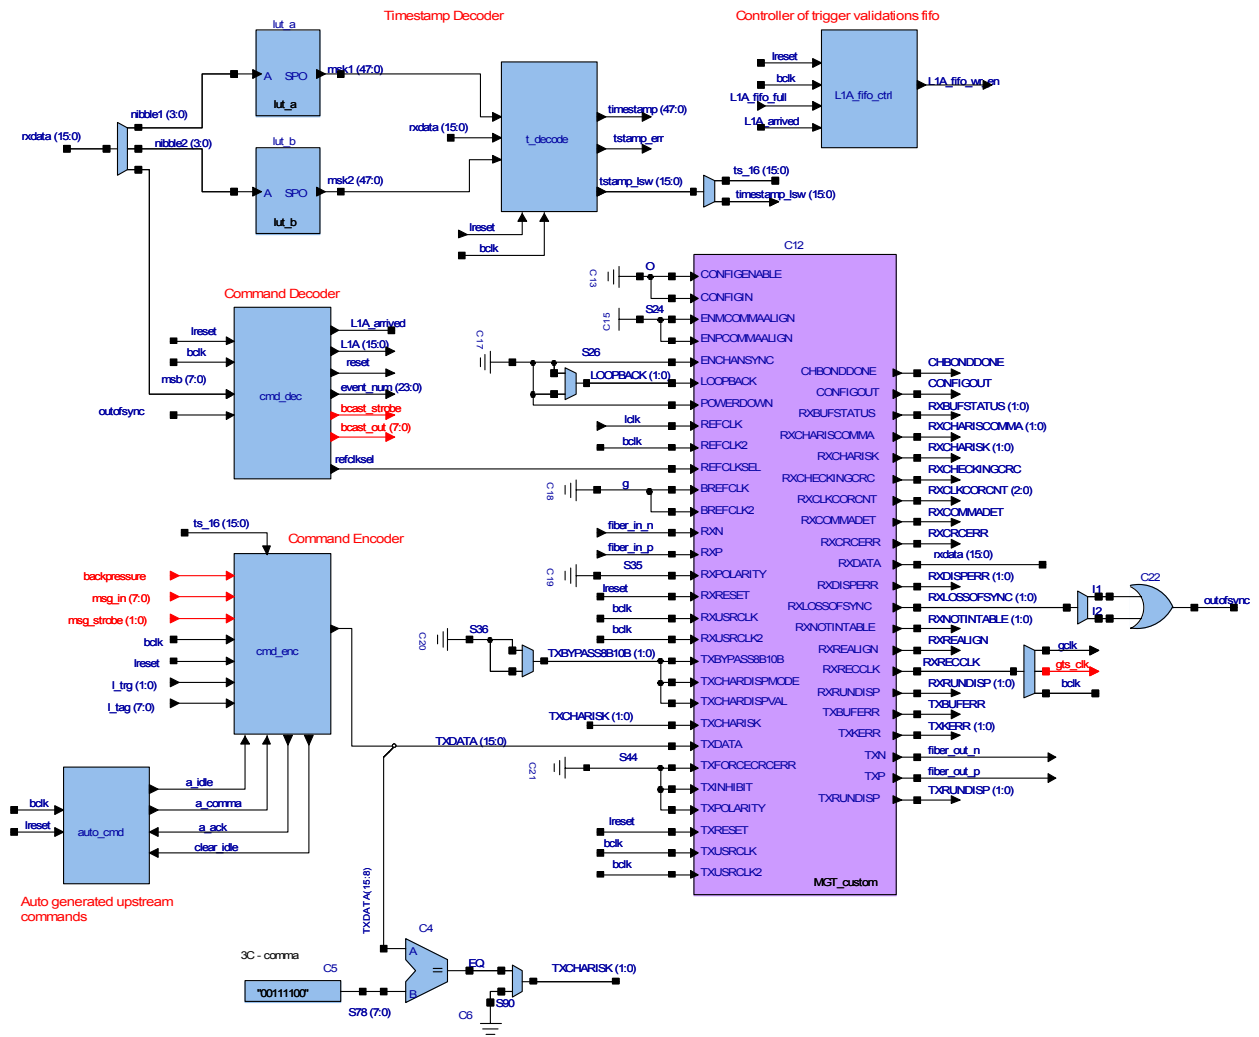 Timestamp Decoder
Controller of trigger validations fifo
lut_a
A
SPO
lut_a
msk1 (47:0)
nibble1 (3:0)
rxdata (15:0)
nibble2 (3:0)
lut_b
A
SPO
lut_b
msk2 (47:0)
rxdata (15:0)
t_decode
timestamp (47:0)
tstamp_err
tstamp_lsw (15:0)
lreset
bclk
ts_16 (15:0)
timestamp_lsw (15:0)
lreset
bclk
L1A_fifo_full
L1A_arrived
L1A_fifo_ctrl
L1A_fifo_wr_en
Command Decoder
lreset
bclk
msb (7:0)
outofsync
cmd_dec
L1A_arrived
L1A (15:0)
reset
event_num (23:0)
bcast_strobe
bcast_out (7:0)
refclksel
Command Encoder
ts_16 (15:0)
backpressure
msg_in (7:0)
msg_strobe (1:0)
bclk
lreset
l_trg (1:0)
l_tag (7:0)
cmd_enc
a_idle
a_comma
a_ack
clear_idle
bclk
lreset
auto_cmd
Auto generated upstream
commands
TXDATA (15:0)
TXDATA(15:8)
3C - comma
C5
"00111100"
S78 (7:0)
C4
A
B
=
EQ
S90
C6
TXCHARISK (1:0)
C12
C13
O
C15
S24
C17
S26
LOOPBACK (1:0)
lclk
bclk
C18
g
fiber_in_n
fiber_in_p
C19
S35
lreset
bclk
bclk
C20
S36
TXBYPASS8B10B (1:0)
TXCHARISK (1:0)
C21
S44
lreset
bclk
bclk
CONFIGENABLE
CONFIGIN
ENMCOMMAALIGN
ENPCOMMAALIGN
ENCHANSYNC
LOOPBACK
POWERDOWN
REFCLK
REFCLK2
REFCLKSEL
BREFCLK
BREFCLK2
RXN
RXP
RXPOLARITY
RXRESET
RXUSRCLK
RXUSRCLK2
TXBYPASS8B10B
TXCHARDISPMODE
TXCHARDISPVAL
TXCHARISK
TXDATA
TXFORCECRCERR
TXINHIBIT
TXPOLARITY
TXRESET
TXUSRCLK
TXUSRCLK2
CHBONDDONE
CONFIGOUT
RXBUFSTATUS
RXCHARISCOMMA
RXCHARISK
RXCHECKINGCRC
RXCLKCORCNT
RXCOMMADET
RXCRCERR
RXDATA
RXDISPERR
RXLOSSOFSYNC
RXNOTINTABLE
RXREALIGN
RXRECCLK
RXRUNDISP
TXBUFERR
TXKERR
TXN
TXP
TXRUNDISP
MGT_custom
CHBONDDONE
CONFIGOUT
RXBUFSTATUS (1:0)
RXCHARISCOMMA (1:0)
RXCHARISK (1:0)
RXCHECKINGCRC
RXCLKCORCNT (2:0)
RXCOMMADET
RXCRCERR
rxdata (15:0)
RXDISPERR (1:0)
RXLOSSOFSYNC (1:0)
RXNOTINTABLE (1:0)
RXREALIGN
RXRECCLK
RXRUNDISP (1:0)
TXBUFERR
TXKERR (1:0)
fiber_out_n
fiber_out_p
TXRUNDISP (1:0)
I1
I2
C22
outofsync
gclk
gts_clk
bclk